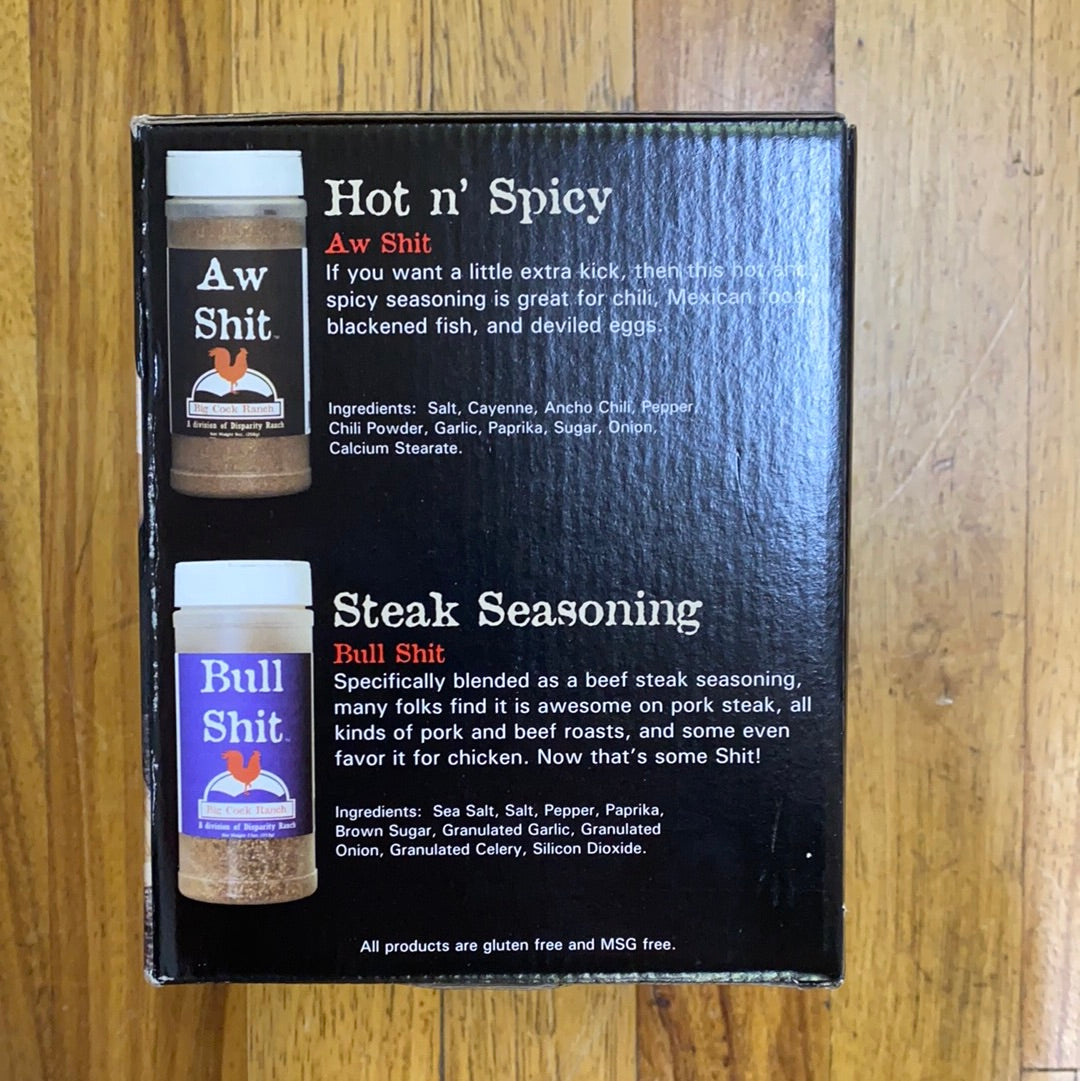 Hot n' Spicy
Aw Shit
If you want a little extra kick, then this hot and
spicy seasoning is great for chili, Mexican food,
blackened fish, and deviled eggs.
Ingredients: Salt, Cayenne, Ancho Chili, Pepper,
Chili Powder, Garlic, Paprika, Sugar, Onion,
Calcium Stearate.
Aw
Shit™
Big Cock Ranch
A division of Disparity Ranch
Steak Seasoning
Bull Shit
Specifically blended as a beef steak seasoning,
many folks find it is awesome on pork steak, all
kinds of pork and beef roasts, and some even
favor it for chicken. Now that's some Shit!
Ingredients: Sea Salt, Salt, Pepper, Paprika,
Brown Sugar, Granulated Garlic, Granulated
Onion, Granulated Celery, Silicon Dioxide.
Bull
Shit™
Big Cock Ranch
A division of Disparity Ranch
All products are gluten free and MSG free.